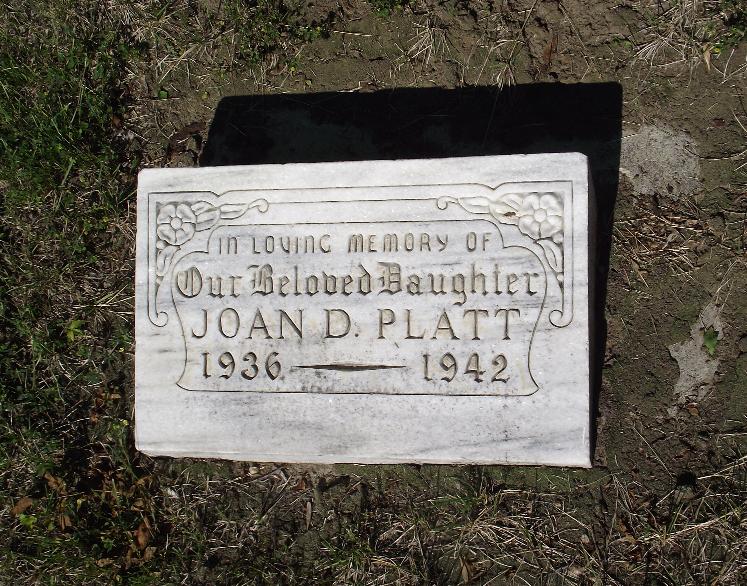 IN LOVING MEMORY OF
Our Beloved Daughter
JOAN D. PLATT
1936 — 1942